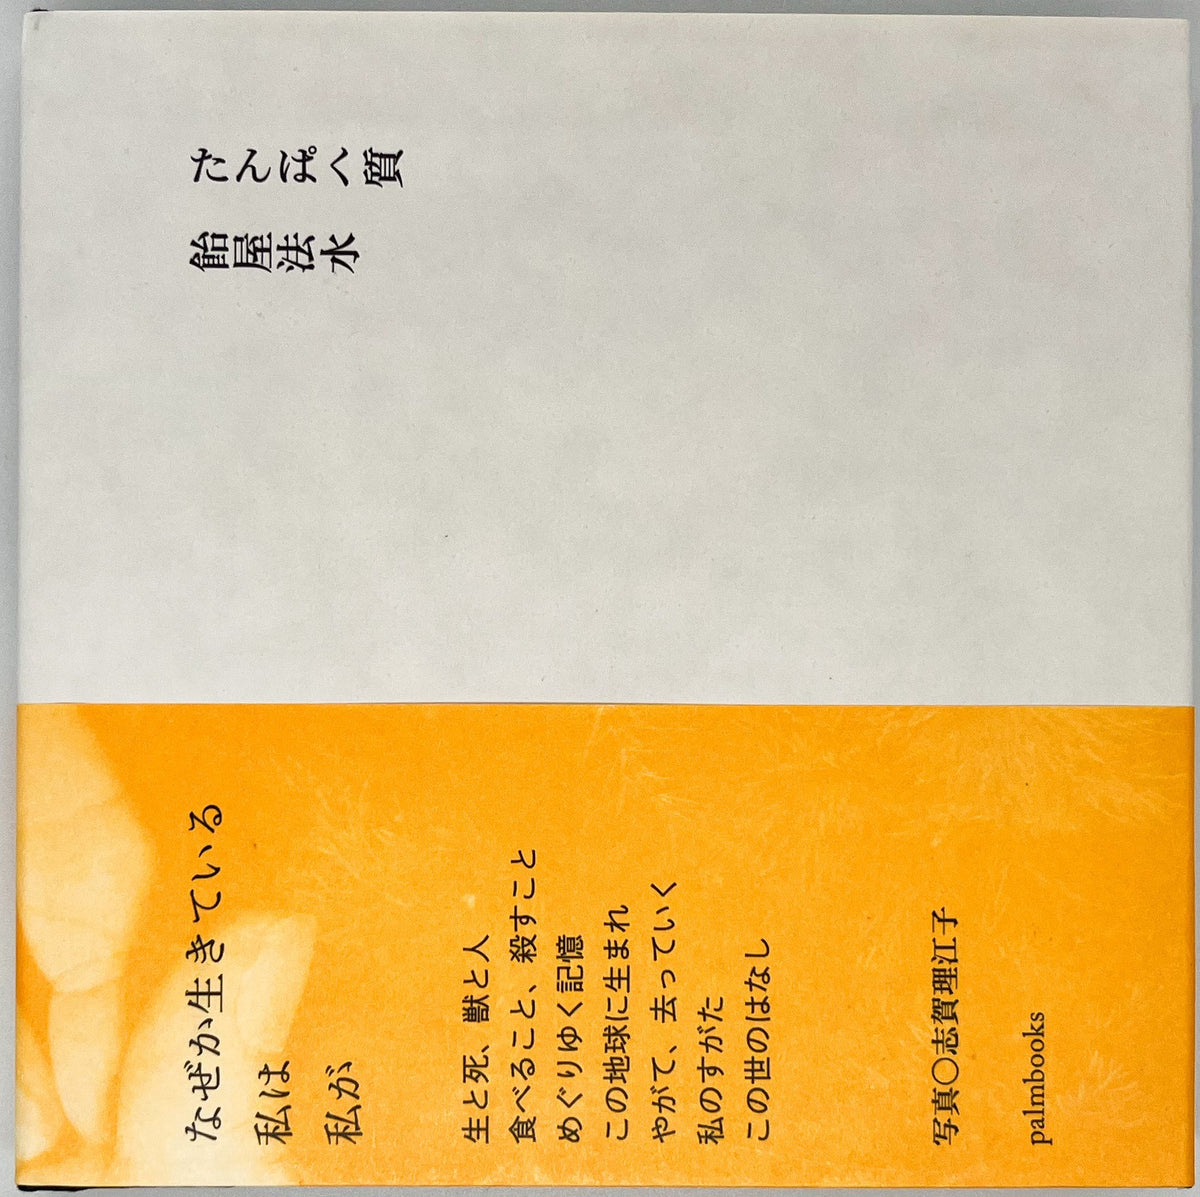 たんぱく質
飴屋法水
なぜか生きている
私は
私が
生と死、獣と人
食べること、殺すこと
めぐりゆく記憶
この地球に生まれ
やがて、去っていく
私のすがた
この世のはなし
写真〇志賀理江子
palmbooks